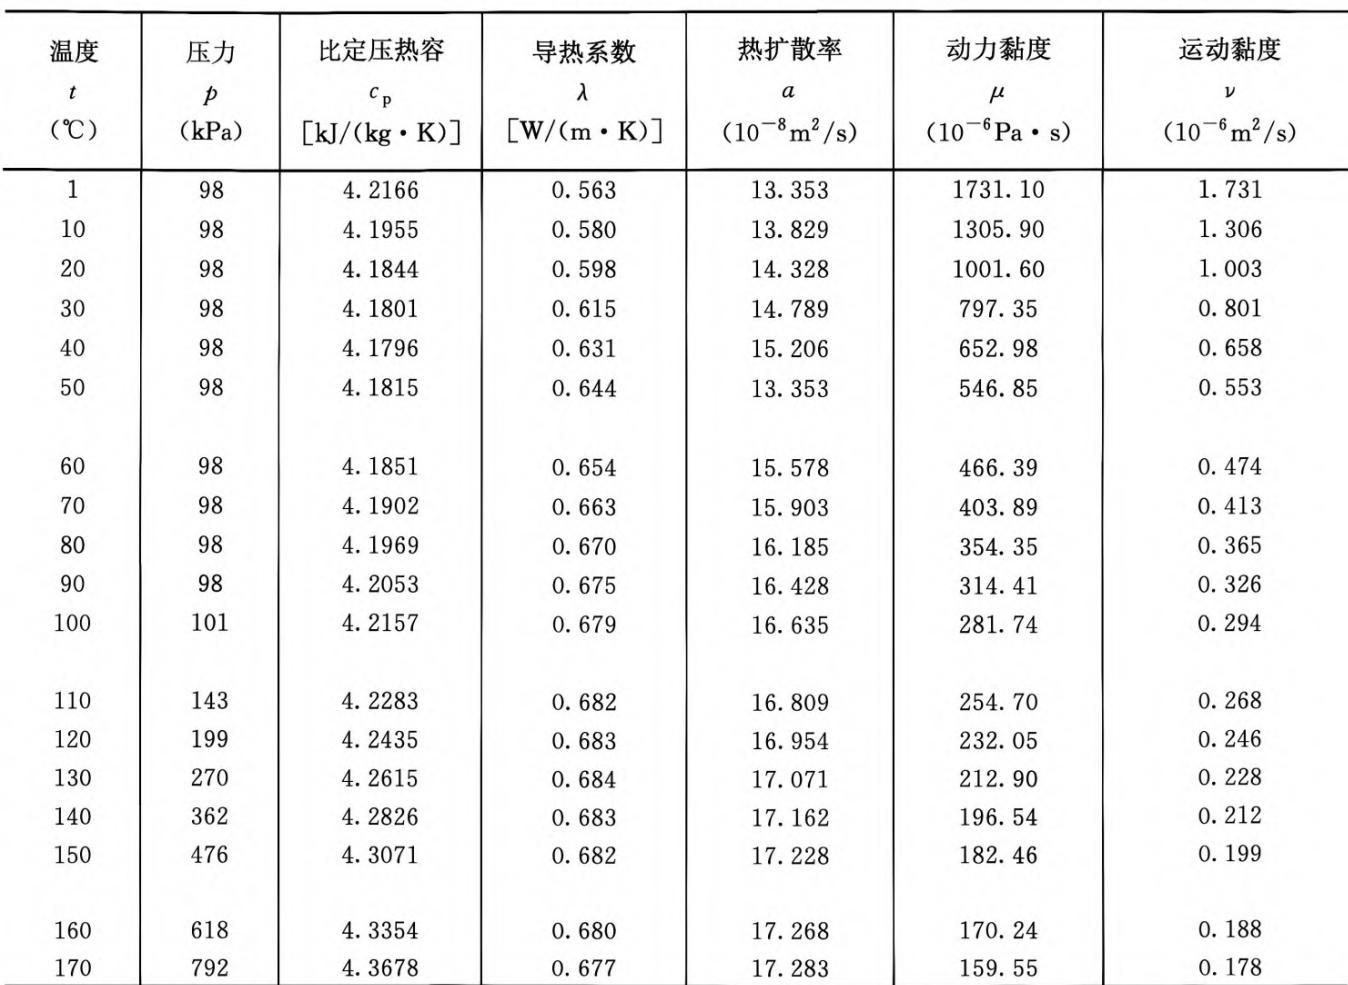 温度 压力 比定压热容 导热系数 热扩散率 动力黏度 运动黏度
t p c_p λ a μ ν
(℃) (kPa) [kJ/(kg·K)] [W/(m·K)] (10⁻⁸m²/s) (10⁻⁶Pa·s) (10⁻⁶m²/s)
1 98 4.2166 0.563 13.353 1731.10 1.731
10 98 4.1955 0.580 13.829 1305.90 1.306
20 98 4.1844 0.598 14.328 1001.60 1.003
30 98 4.1801 0.615 14.789 797.35 0.801
40 98 4.1796 0.631 15.206 652.98 0.658
50 98 4.1815 0.644 13.353 546.85 0.553
60 98 4.1851 0.654 15.578 466.39 0.474
70 98 4.1902 0.663 15.903 403.89 0.413
80 98 4.1969 0.670 16.185 354.35 0.365
90 98 4.2053 0.675 16.428 314.41 0.326
100 101 4.2157 0.679 16.635 281.74 0.294
110 143 4.2283 0.682 16.809 254.70 0.268
120 199 4.2435 0.683 16.954 232.05 0.246
130 270 4.2615 0.684 17.071 212.90 0.228
140 362 4.2826 0.683 17.162 196.54 0.212
150 476 4.3071 0.682 17.228 182.46 0.199
160 618 4.3354 0.680 17.268 170.24 0.188
170 792 4.3678 0.677 17.283 159.55 0.178